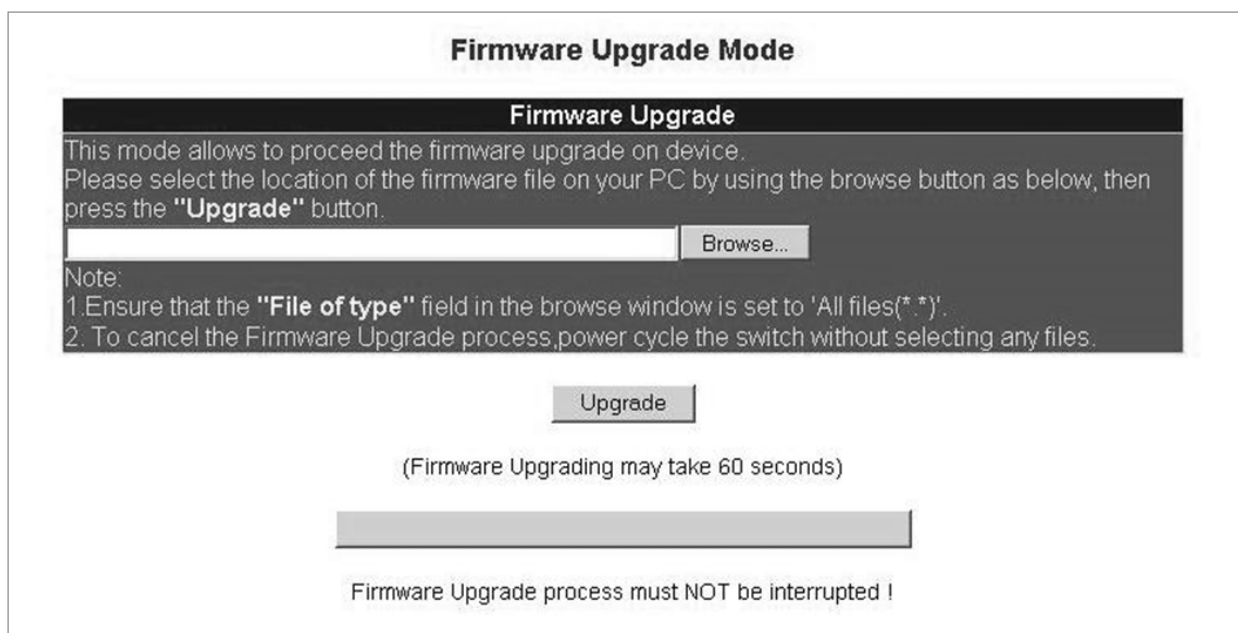 Firmware Upgrade Mode
Firmware Upgrade
This mode allows to proceed the firmware upgrade on device.
Please select the location of the firmware file on your PC by using the browse button as below, then
press the "Upgrade" button.
Browse...
Note:
1.Ensure that the "File of type" field in the browse window is set to 'All files(*.*)'.
2. To cancel the Firmware Upgrade process,power cycle the switch without selecting any files.
Upgrade
(Firmware Upgrading may take 60 seconds)
Firmware Upgrade process must NOT be interrupted !